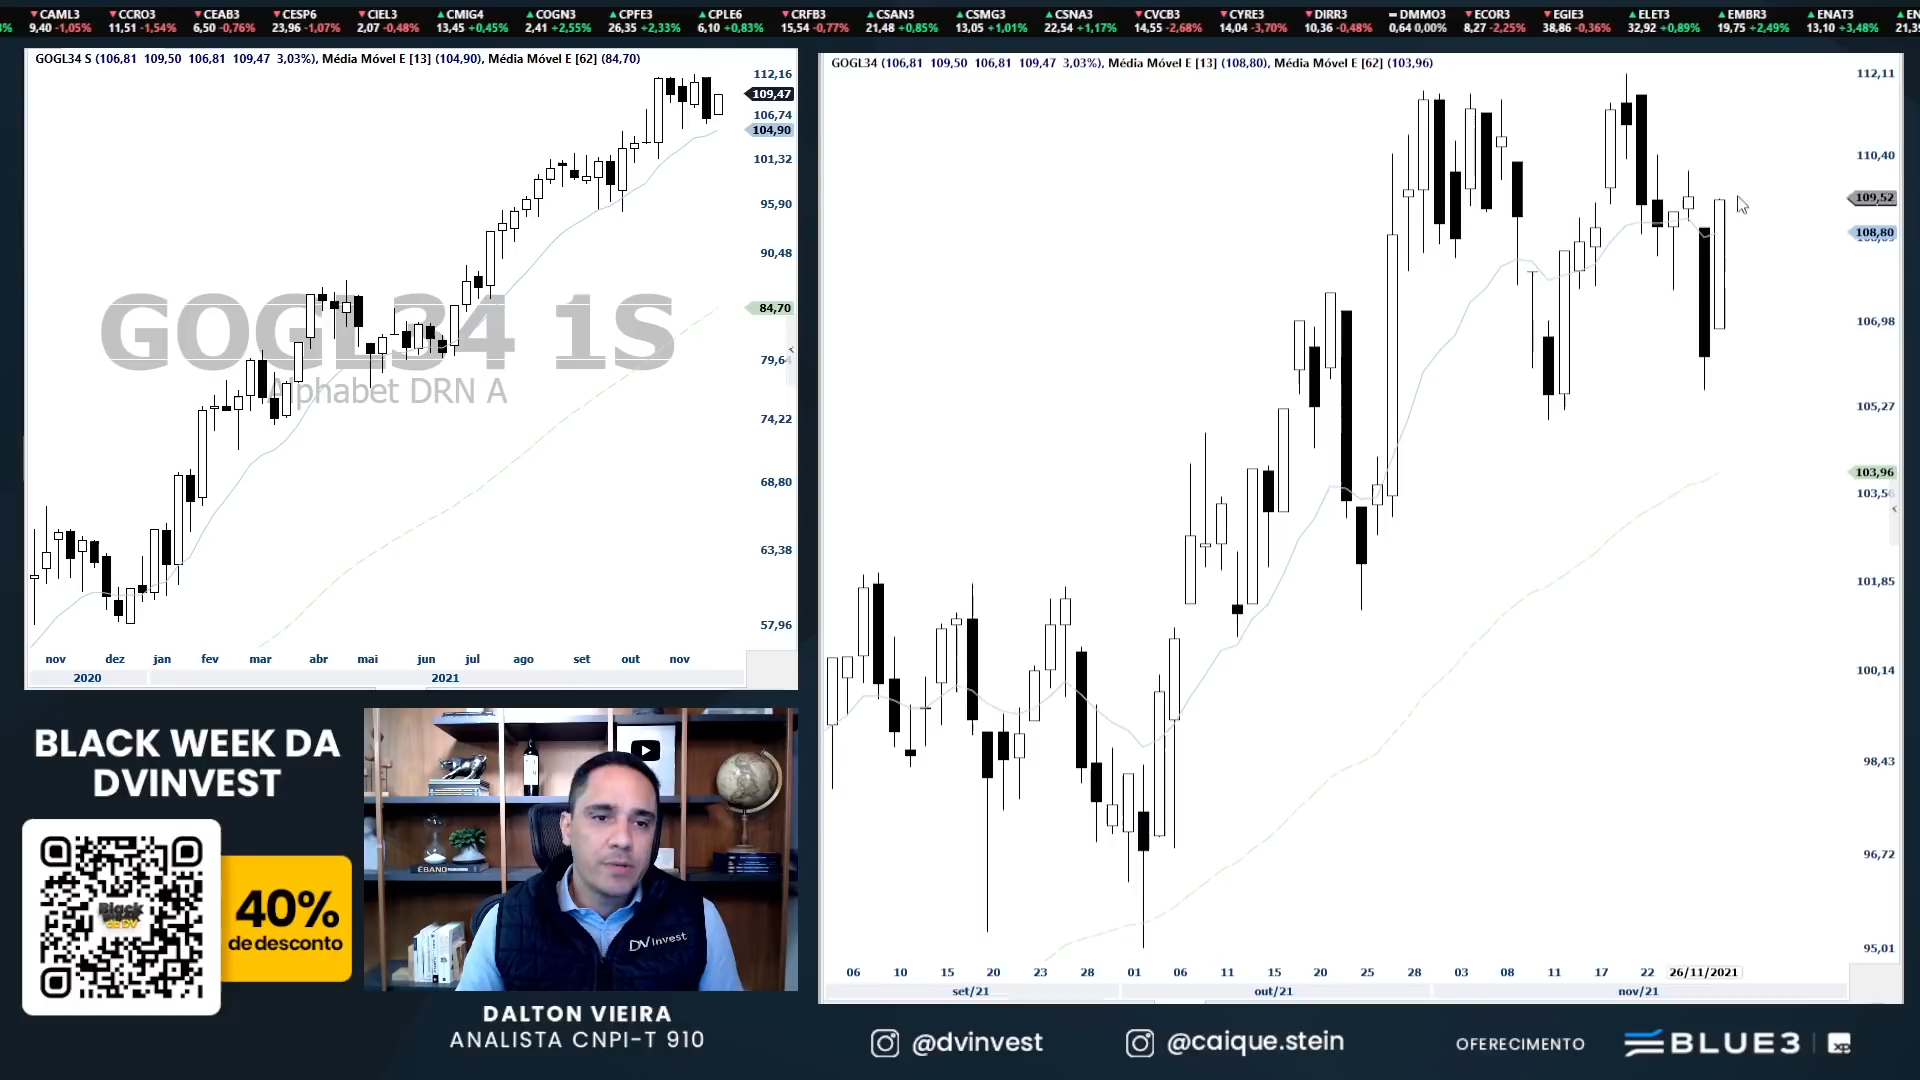 CAML3 CCRO3 CEAB3 CESP6 CIEL3 CMIG4 COGN3 CPFE3 CPLE6 CRFB3 CSAN3 CSMG3 CSNA3 CVCB3 CYRE3 DIRR3 DMMO3 ECOR3 EGIE3 ELET3 EMBR3 ENAT3
9,40 -1,05% 11,51 -1,54% 6,50 -0,76% 23,96 -1,07% 2,07 -0,48% 13,45 +0,45% 2,41 +2,55% 26,35 +2,33% 6,10 +0,83% 15,54 -0,77% 21,48 +0,85% 13,05 +1,01% 22,54 +1,17% 14,55 -2,68% 14,04 -3,70% 10,36 -0,48% 0,64 0,00% 8,27 -2,25% 38,86 -0,36% 32,92 +0,89% 19,75 +2,49% 13,10 +3,48%
GOGL34 S (106,81 109,50 106,81 109,47 3,03%), Média Móvel E [13] (104,90), Média Móvel E [62] (84,70)
112,16
109,47
106,74
104,90
101,32
95,90
90,48
84,70
79,64
74,22
68,80
63,38
57,96
GOGL34 1S
Alphabet DRN A
nov dez jan fev mar abr mai jun jul ago set out nov
2020 2021
GOGL34 (106,81 109,50 106,81 109,47 3,03%), Média Móvel E [13] (108,80), Média Móvel E [62] (103,96)
112,11
110,40
109,52
108,80
106,98
105,27
103,96
103,56
101,85
100,14
98,43
96,72
95,01
06 10 15 20 23 28 01 06 11 15 20 25 28 03 08 11 17 22 26/11/2021
set/21 out/21 nov/21
BLACK WEEK DA
DVINVEST
Black
da DV
40%
de desconto
ÉBANO
DV Invest
DALTON VIEIRA
ANALISTA CNPI-T 910
@dvinvest
@caique.stein
OFERECIMENTO
BLUE3
xp